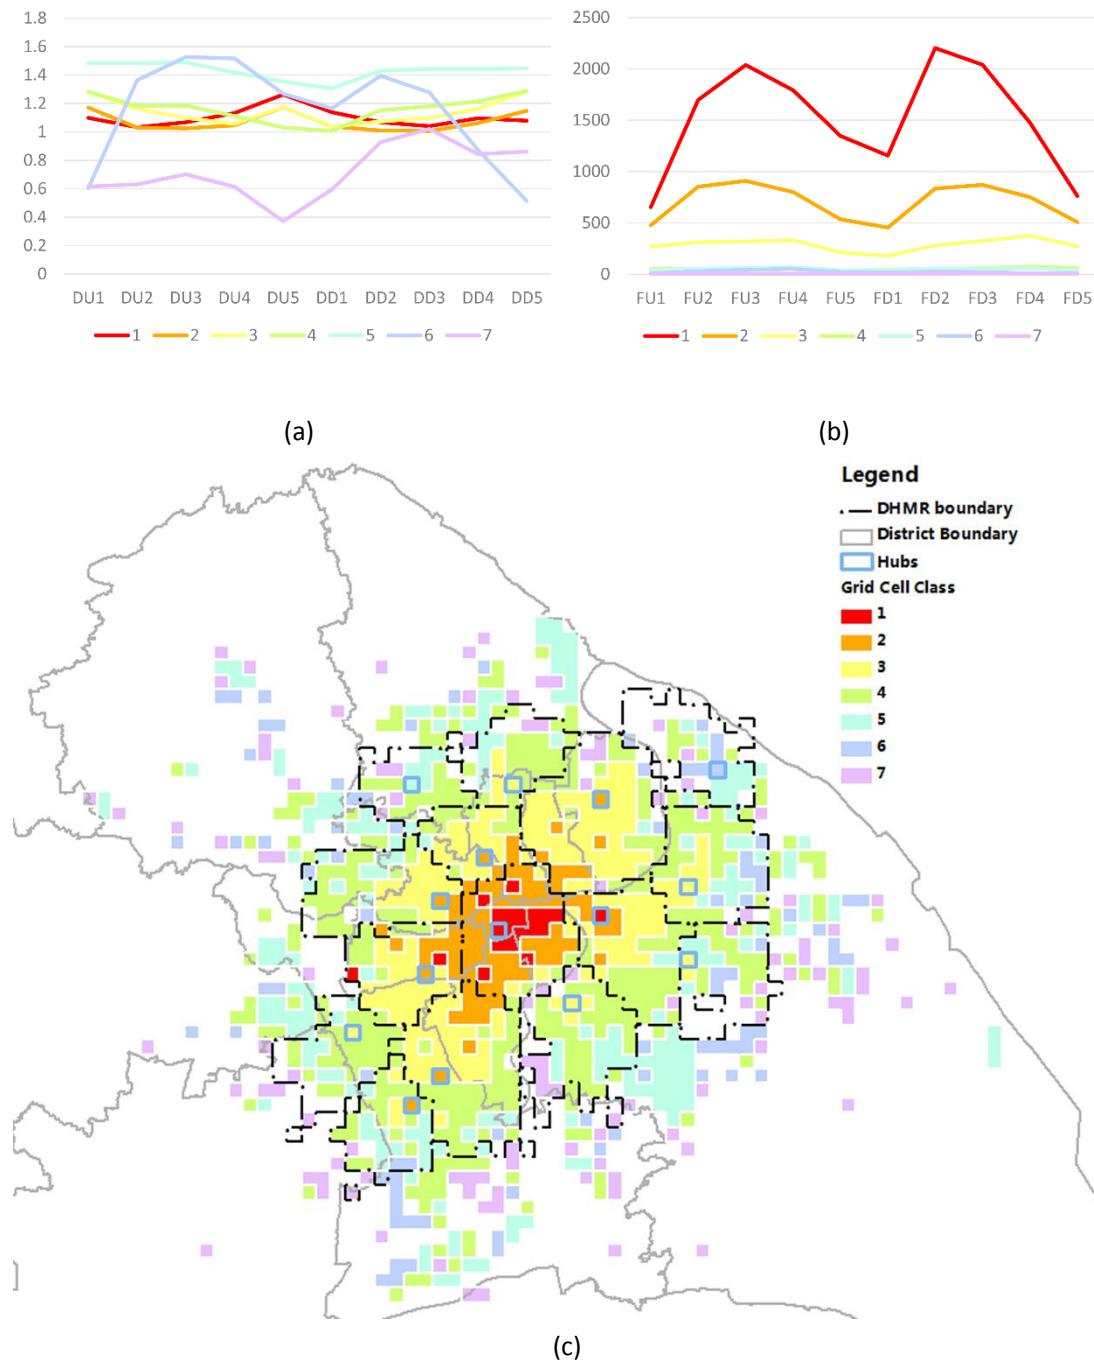 1.8
1.6
1.4
1.2
1
0.8
0.6
0.4
0.2
0
DU1 DU2 DU3 DU4 DU5 DD1 DD2 DD3 DD4 DD5
1 2 3 4 5 6 7
2500
2000
1500
1000
500
0
FU1 FU2 FU3 FU4 FU5 FD1 FD2 FD3 FD4 FD5
1 2 3 4 5 6 7
(a)
(b)
Legend
DHMR boundary
District Boundary
Hubs
Grid Cell Class
1
2
3
4
5
6
7
(c)